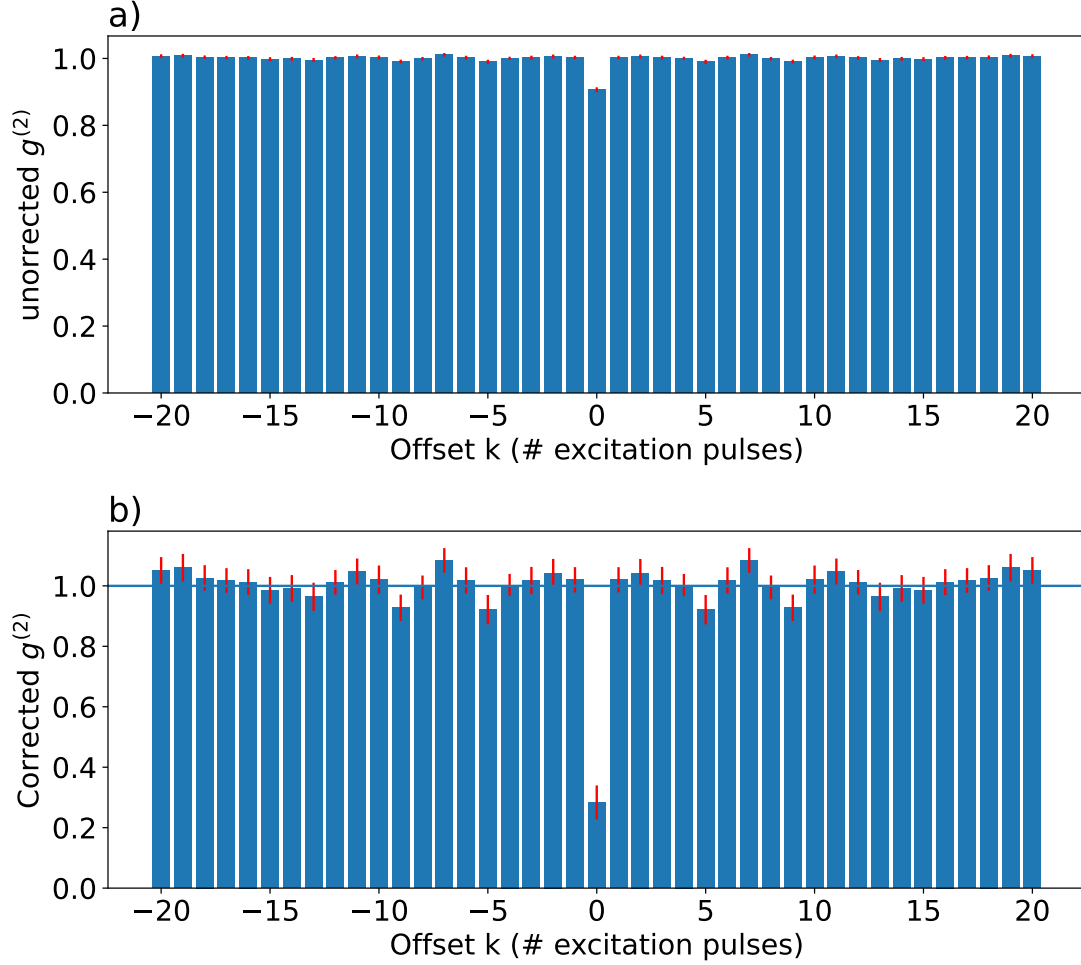 a)
1.0
0.8
0.6
0.4
0.2
0.0
unorrected g⁽²⁾
−20 −15 −10 −5 0 5 10 15 20
Offset k (# excitation pulses)
b)
1.0
0.8
0.6
0.4
0.2
0.0
Corrected g⁽²⁾
−20 −15 −10 −5 0 5 10 15 20
Offset k (# excitation pulses)